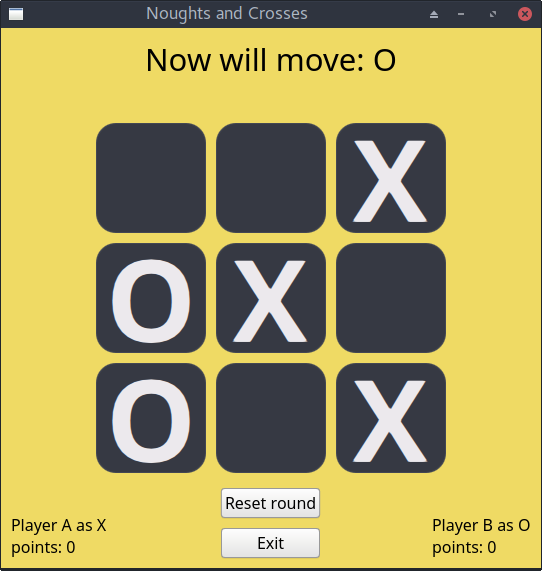 Noughts and Crosses
Now will move: O
X
O X
O X
Reset round
Exit
Player A as X
points: 0
Player B as O
points: 0